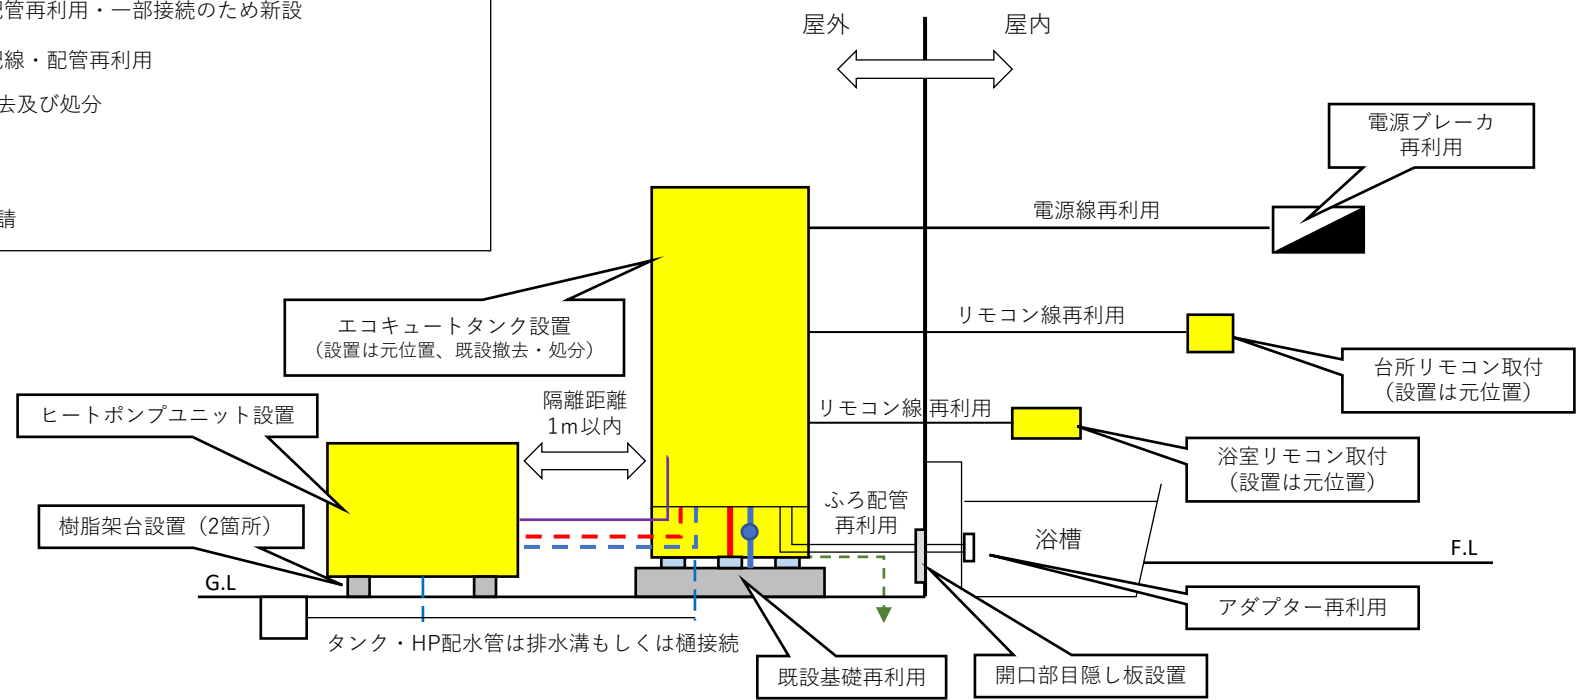 配管再利用・一部接続のため新設
配線・配管再利用
去及び処分
請
屋外
屋内
電源ブレーカ
再利用
電源線再利用
エコキュートタンク設置
（設置は元位置、既設撤去・処分）
リモコン線再利用
台所リモコン取付
（設置は元位置）
ヒートポンプユニット設置
隔離距離
1m以内
リモコン線 再利用
浴室リモコン取付
（設置は元位置）
樹脂架台設置（2箇所）
ふろ配管
再利用
浴槽
F.L
G.L
アダプター再利用
タンク・HP配水管は排水溝もしくは樋接続
既設基礎再利用
開口部目隠し板設置